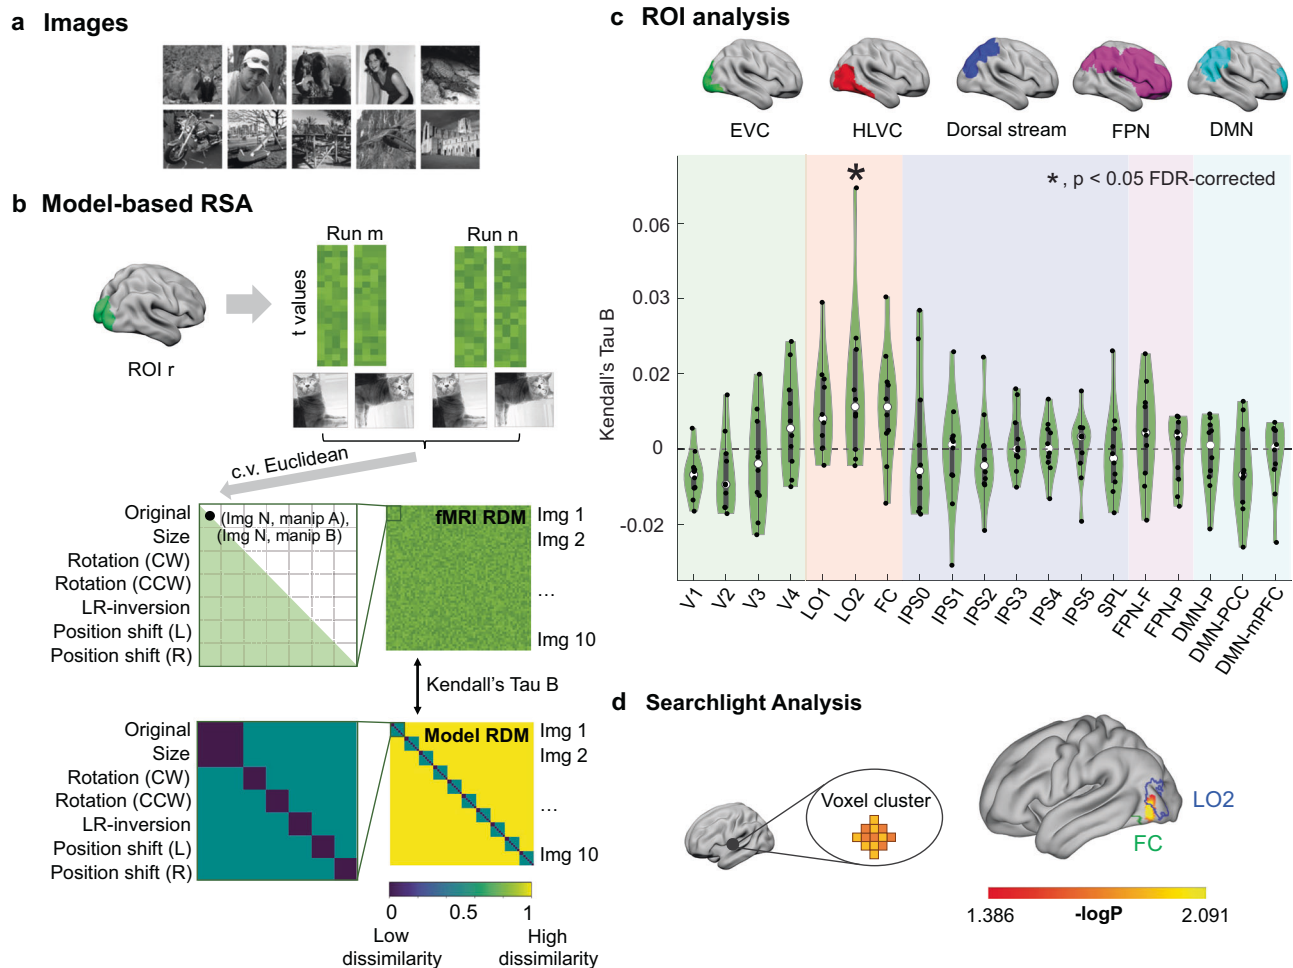 a Images
b Model-based RSA
Run m
Run n
t values
ROI r
c.v. Euclidean
Original
Size
Rotation (CW)
Rotation (CCW)
LR-inversion
Position shift (L)
Position shift (R)
(Img N, manip A),
(Img N, manip B)
fMRI RDM
Img 1
Img 2
...
Img 10
Kendall's Tau B
Original
Size
Rotation (CW)
Rotation (CCW)
LR-inversion
Position shift (L)
Position shift (R)
Model RDM
Img 1
Img 2
...
Img 10
0 0.5 1
Low dissimilarity
High dissimilarity
c ROI analysis
EVC
HLVC
Dorsal stream
FPN
DMN
*, p < 0.05 FDR-corrected
*
Kendall's Tau B
0.06
0.03
0.02
0
-0.02
V1
V2
V3
V4
LO1
LO2
FC
IPS0
IPS1
IPS2
IPS3
IPS4
IPS5
SPL
FPN-F
FPN-P
DMN-P
DMN-PCC
DMN-mPFC
d Searchlight Analysis
Voxel cluster
LO2
FC
1.386 -logP 2.091